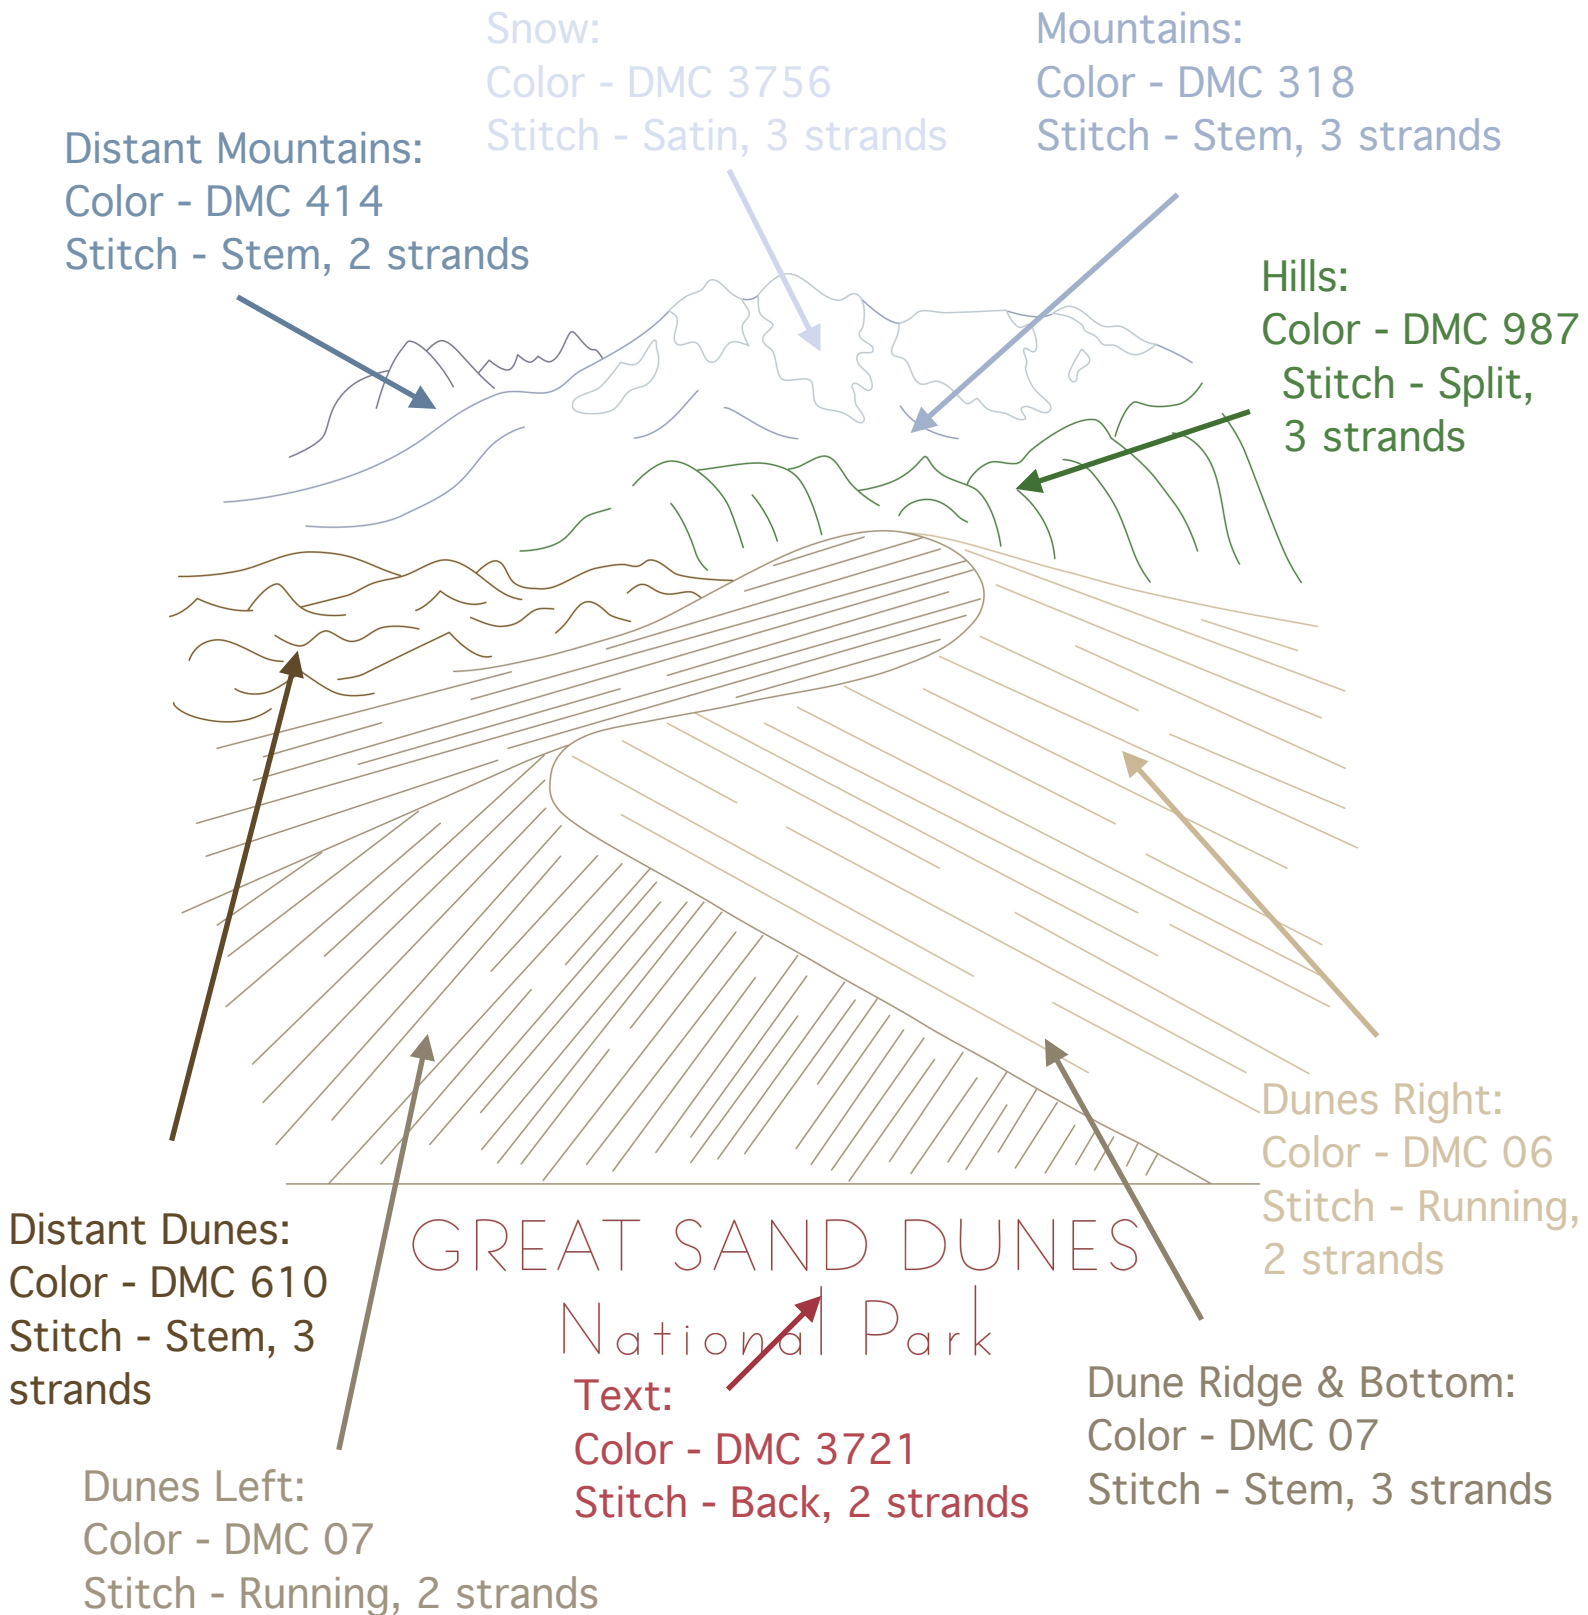 Snow:
Color - DMC 3756
Stitch - Satin, 3 strands
Mountains:
Color - DMC 318
Stitch - Stem, 3 strands
Distant Mountains:
Color - DMC 414
Stitch - Stem, 2 strands
Hills:
Color - DMC 987
Stitch - Split,
3 strands
Dunes Right:
Color - DMC 06
Stitch - Running,
2 strands
Distant Dunes:
Color - DMC 610
Stitch - Stem, 3
strands
GREAT SAND DUNES
National Park
Text:
Color - DMC 3721
Stitch - Back, 2 strands
Dune Ridge & Bottom:
Color - DMC 07
Stitch - Stem, 3 strands
Dunes Left:
Color - DMC 07
Stitch - Running, 2 strands